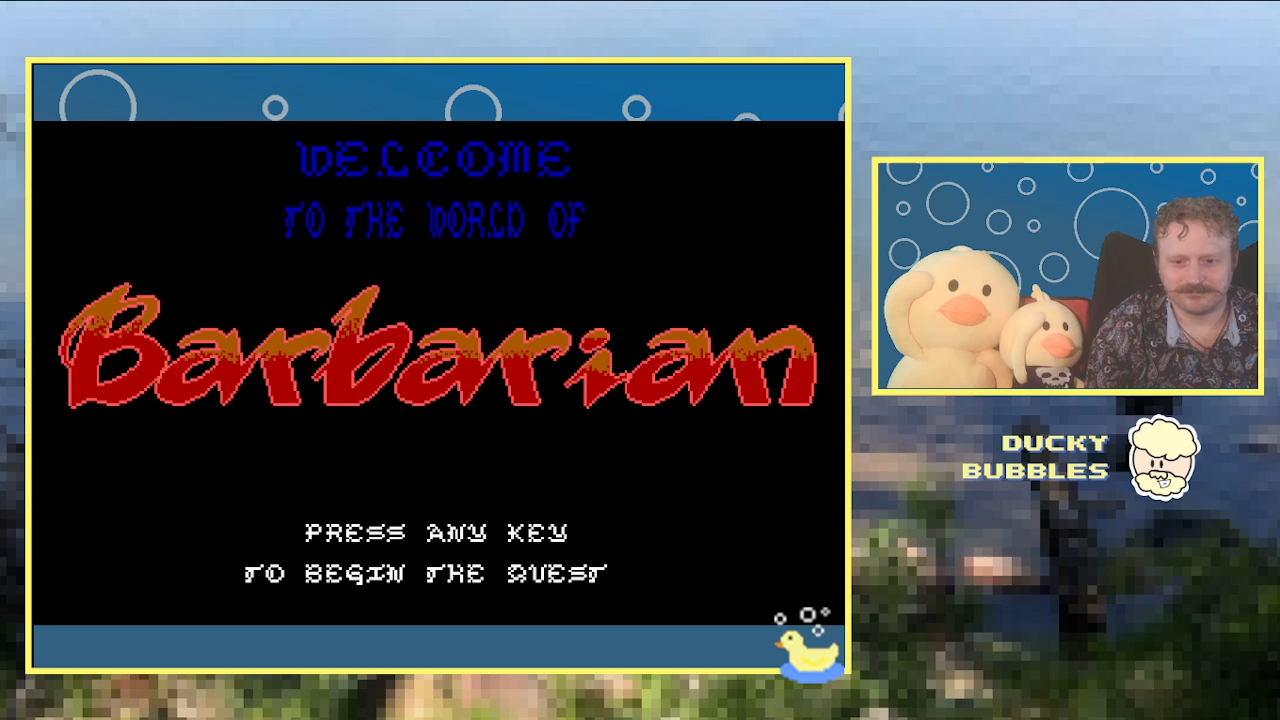 WELCOME
TO THE WORLD OF
Barbarian
PRESS ANY KEY
TO BEGIN THE QUEST
DUCKY
BUBBLES